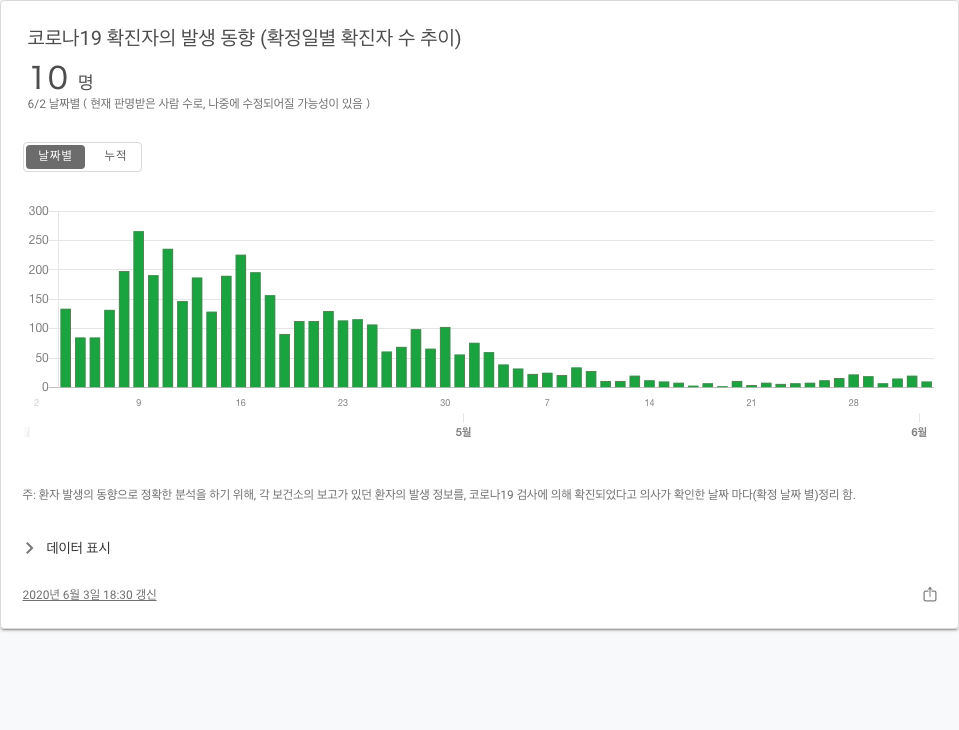 코로나19 확진자의 발생 동향 (확정일별 확진자 수 추이)
10 명
6/2 날짜별 ( 현재 판명받은 사람 수로, 나중에 수정되어질 가능성이 있음 )
날짜별 누적
300
250
200
150
100
50
0
2 9 16 23 30 7 14 21 28
5월 6월
주: 환자 발생의 동향으로 정확한 분석을 하기 위해, 각 보건소의 보고가 있던 환자의 발생 정보를, 코로나19 검사에 의해 확진되었다고 의사가 확인한 날짜 마다(확정 날짜 별)정리 함.
데이터 표시
2020년 6월 3일 18:30 갱신